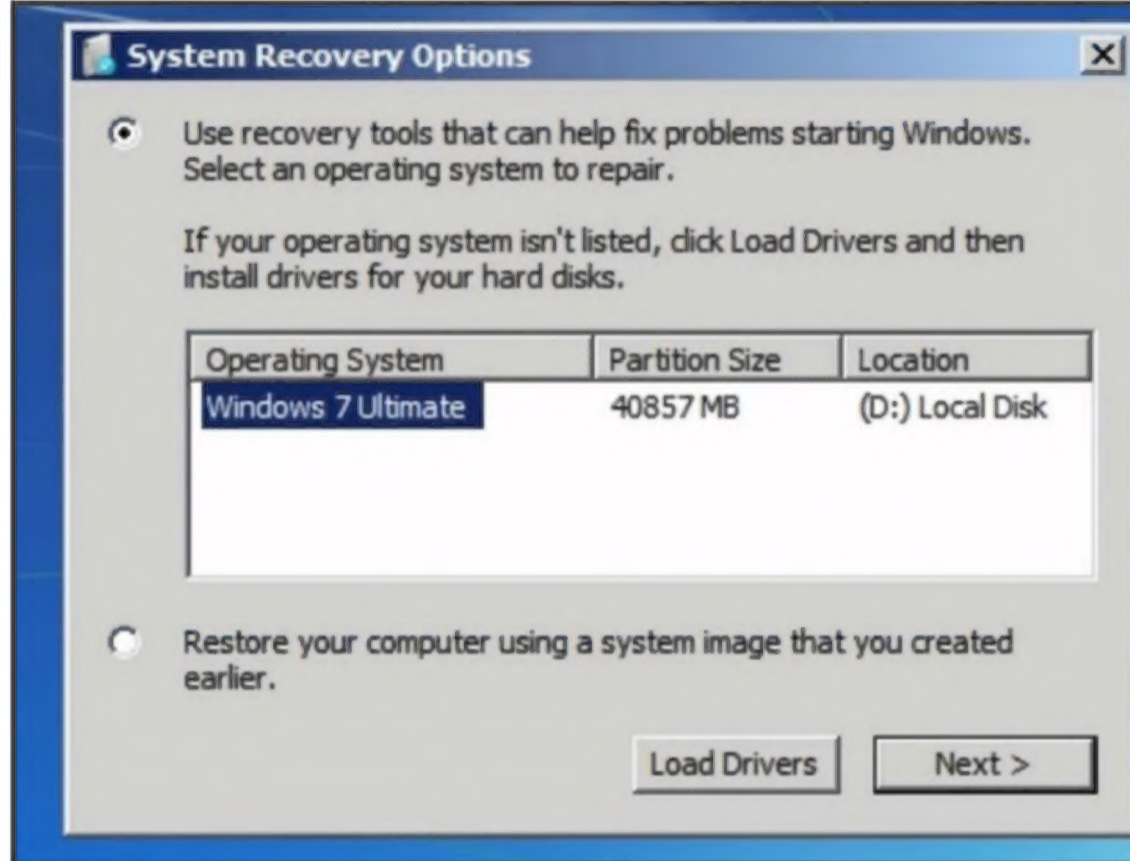 System Recovery Options
Use recovery tools that can help fix problems starting Windows.
Select an operating system to repair.
If your operating system isn't listed, click Load Drivers and then
install drivers for your hard disks.
Operating System Partition Size Location
Windows 7 Ultimate 40857 MB (D:) Local Disk
Restore your computer using a system image that you created
earlier.
Load Drivers Next >